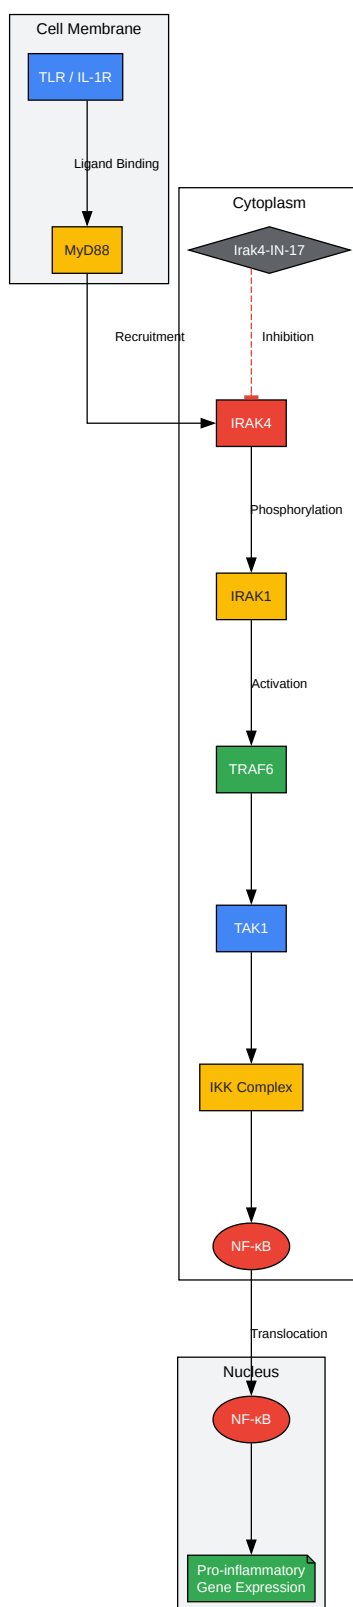 Cell Membrane
TLR / IL-1R
Ligand Binding
MyD88
Recruitment
Cytoplasm
Irak4-IN-17
Inhibition
IRAK4
Phosphorylation
IRAK1
Activation
TRAF6
TAK1
IKK Complex
NF-κB
Translocation
Nucleus
NF-κB
Pro-inflammatory
Gene Expression